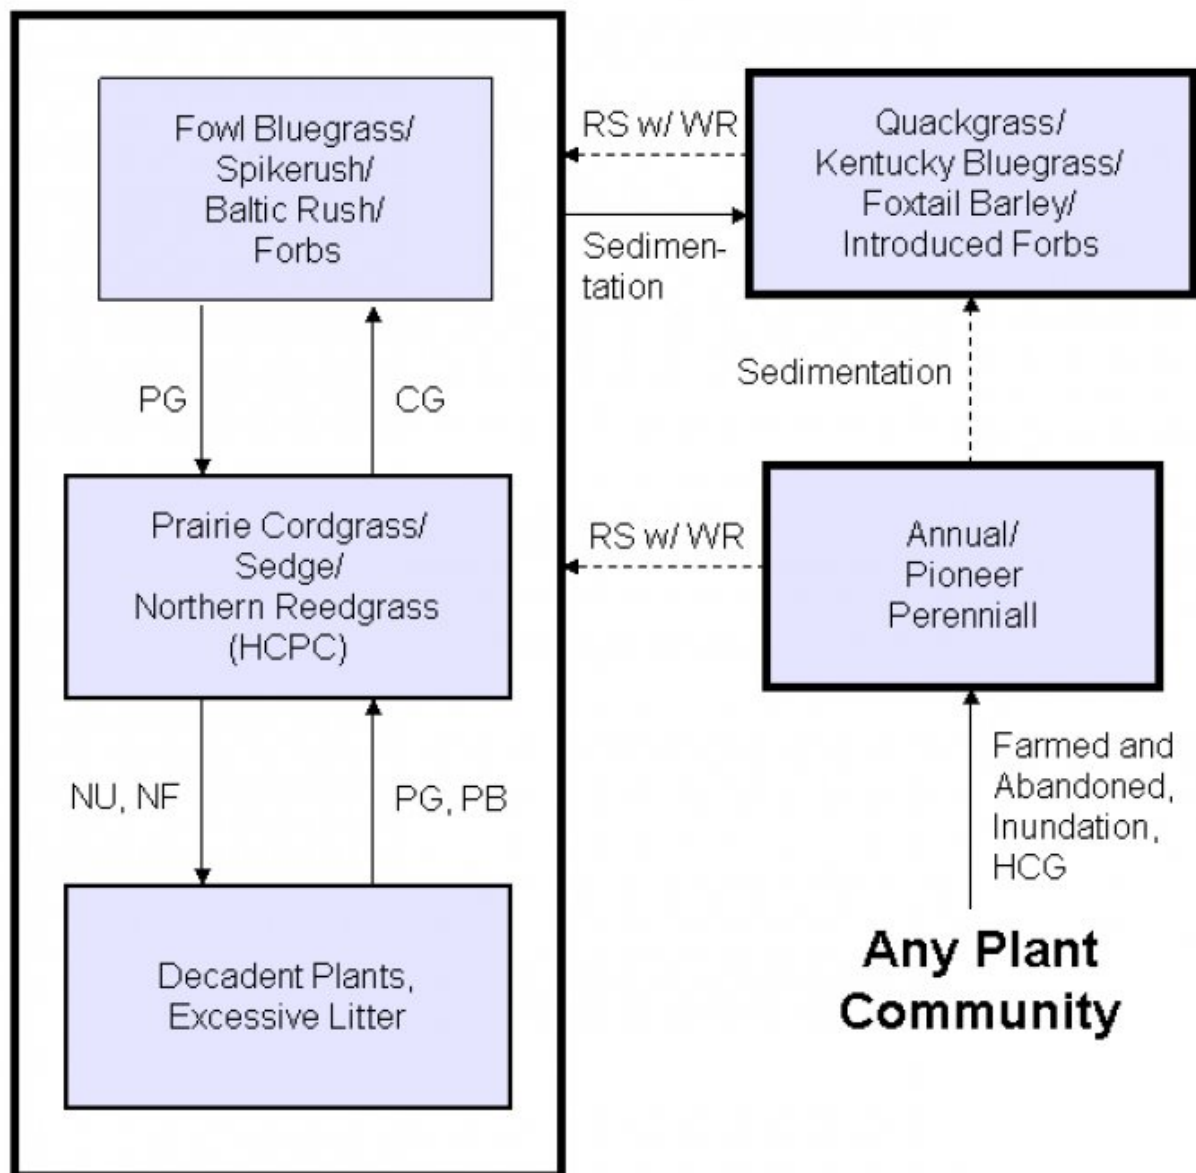 Fowl Bluegrass/
Spikerush/
Baltic Rush/
Forbs
PG
CG
Prairie Cordgrass/
Sedge/
Northern Reedgrass
(HCPC)
NU, NF
PG, PB
Decadent Plants,
Excessive Litter
RS w/ WR
Sedimen-
tation
Quackgrass/
Kentucky Bluegrass/
Foxtail Barley/
Introduced Forbs
Sedimentation
RS w/ WR
Annual/
Pioneer
Perenniall
Farmed and
Abandoned,
Inundation,
HCG
Any Plant
Community